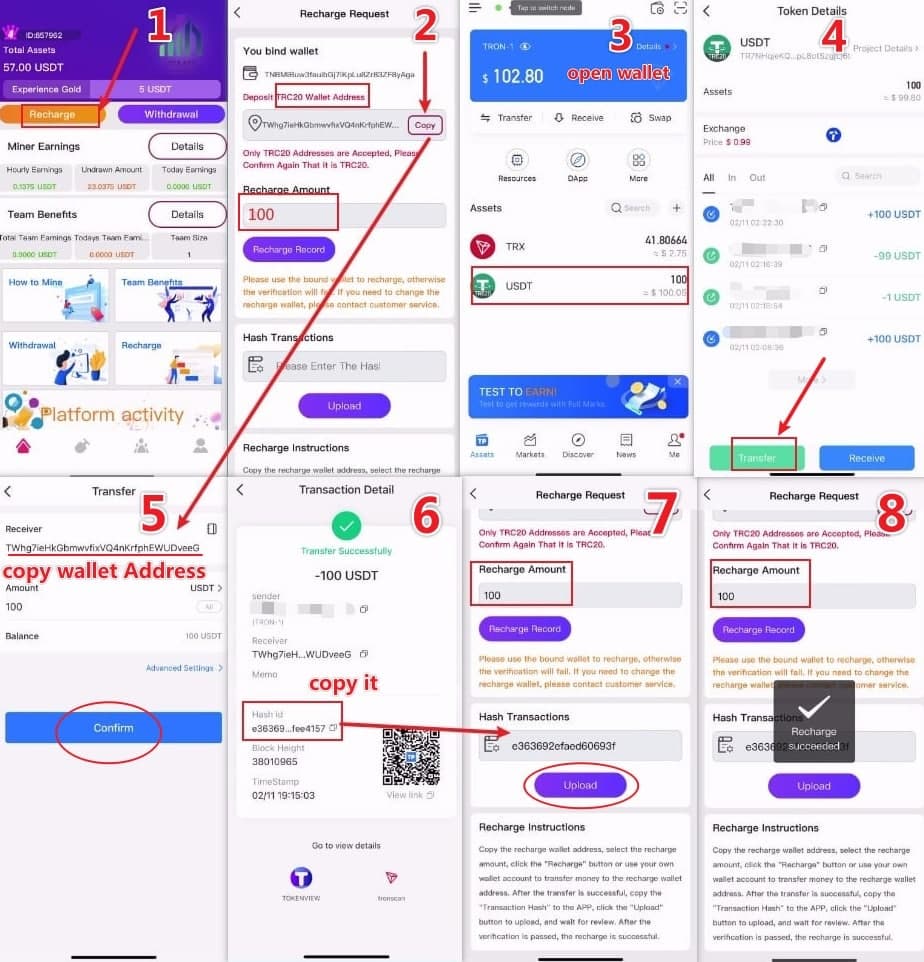 1
ID:657962
Total Assets
57.00 USDT
Experience Gold
5 USDT
Recharge
Withdrawal
Miner Earnings
Details
Hourly Earnings
Undrawn Amount
Today Earnings
0.1375 USDT
23.0375 USDT
0.0000 USDT
Team Benefits
Details
Total Team Earnings
Todays Team Earni...
Team Size
0.0000 USDT
0.0000 USDT
1
How to Mine
Team Benefits
Withdrawal
Recharge
Platform activity
2
Recharge Request
You bind wallet
Deposit TRC20 Wallet Address
TWhg7ieHkGbmwvfixVQ4nKrfphEW...
Copy
Only TRC20 Addresses are Accepted, Please
Confirm Again That it is TRC20.
Recharge Amount
100
Recharge Record
Please use the bound wallet to recharge, otherwise
the verification will fail. If you need to change the
recharge wallet, please contact customer service.
Hash Transactions
Please Enter The Hash
Upload
Recharge Instructions
Copy the recharge wallet address, select the recharge
3
Tap to switch node
TRON-1
Details
$ 102.80
open wallet
Transfer
Receive
Swap
Resources
DApp
More
Assets
Search
TRX
41.80664
≈ $ 2.75
TRC20
USDT
100
≈ $ 100.05
TEST TO EARN!
Test to get rewards with Full Marks
TP
Assets
Markets
Discover
News
Me
4
Token Details
TRC20
USDT
Project Details
Assets
100
≈ $ 99.80
Exchange
Price $ 0.99
All
In
Out
Search
02/11 02:22:30
+100 USDT
02/11 02:16:39
-99 USDT
02/11 02:10:54
-1 USDT
02/11 02:08:36
+100 USDT
Transfer
Receive
5
Transfer
Receiver
TWhg7ieHkGbmwvfixVQ4nKrfphEWUDveeG
copy wallet Address
Amount
USDT
100
All
Balance
100 USDT
Advanced Settings
Confirm
6
Transaction Detail
Transfer Successfully
-100 USDT
sender
(TRON-1)
Receiver
TWhg7ieH...WUDveeG
Memo
copy it
Hash id
e36369...fee4157
Block Height
38010965
TimeStamp
02/11 19:15:03
TP
View link
Go to view details
TOKENVIEW
tronscan
7
Recharge Request
Only TRC20 Addresses are Accepted, Please
Confirm Again That it is TRC20.
Recharge Amount
100
Recharge Record
Please use the bound wallet to recharge, otherwise
the verification will fail. If you need to change the
recharge wallet, please contact customer service.
Hash Transactions
e363692efaed60693f
Upload
Recharge Instructions
Copy the recharge wallet address, select the recharge
amount, click the "Recharge" button or use your own
wallet account to transfer money to the recharge wallet
address. After the transfer is successful, copy the
"Transaction Hash" to the APP, click the "Upload"
button to upload, and wait for review. After the
verification is passed, the recharge is successful.
8
Recharge Request
Only TRC20 Addresses are Accepted, Please
Confirm Again That it is TRC20.
Recharge Amount
100
Recharge Record
Please use the bound wallet to recharge, otherwise
the verification will fail. If you need to change the
recharge wallet, please contact customer service.
Hash Transactions
Recharge
succeeded
Upload
Recharge Instructions
Copy the recharge wallet address, select the recharge
amount, click the "Recharge" button or use your own
wallet account to transfer money to the recharge wallet
address. After the transfer is successful, copy the
"Transaction Hash" to the APP, click the "Upload"
button to upload, and wait for review. After the
verification is passed, the recharge is successful.